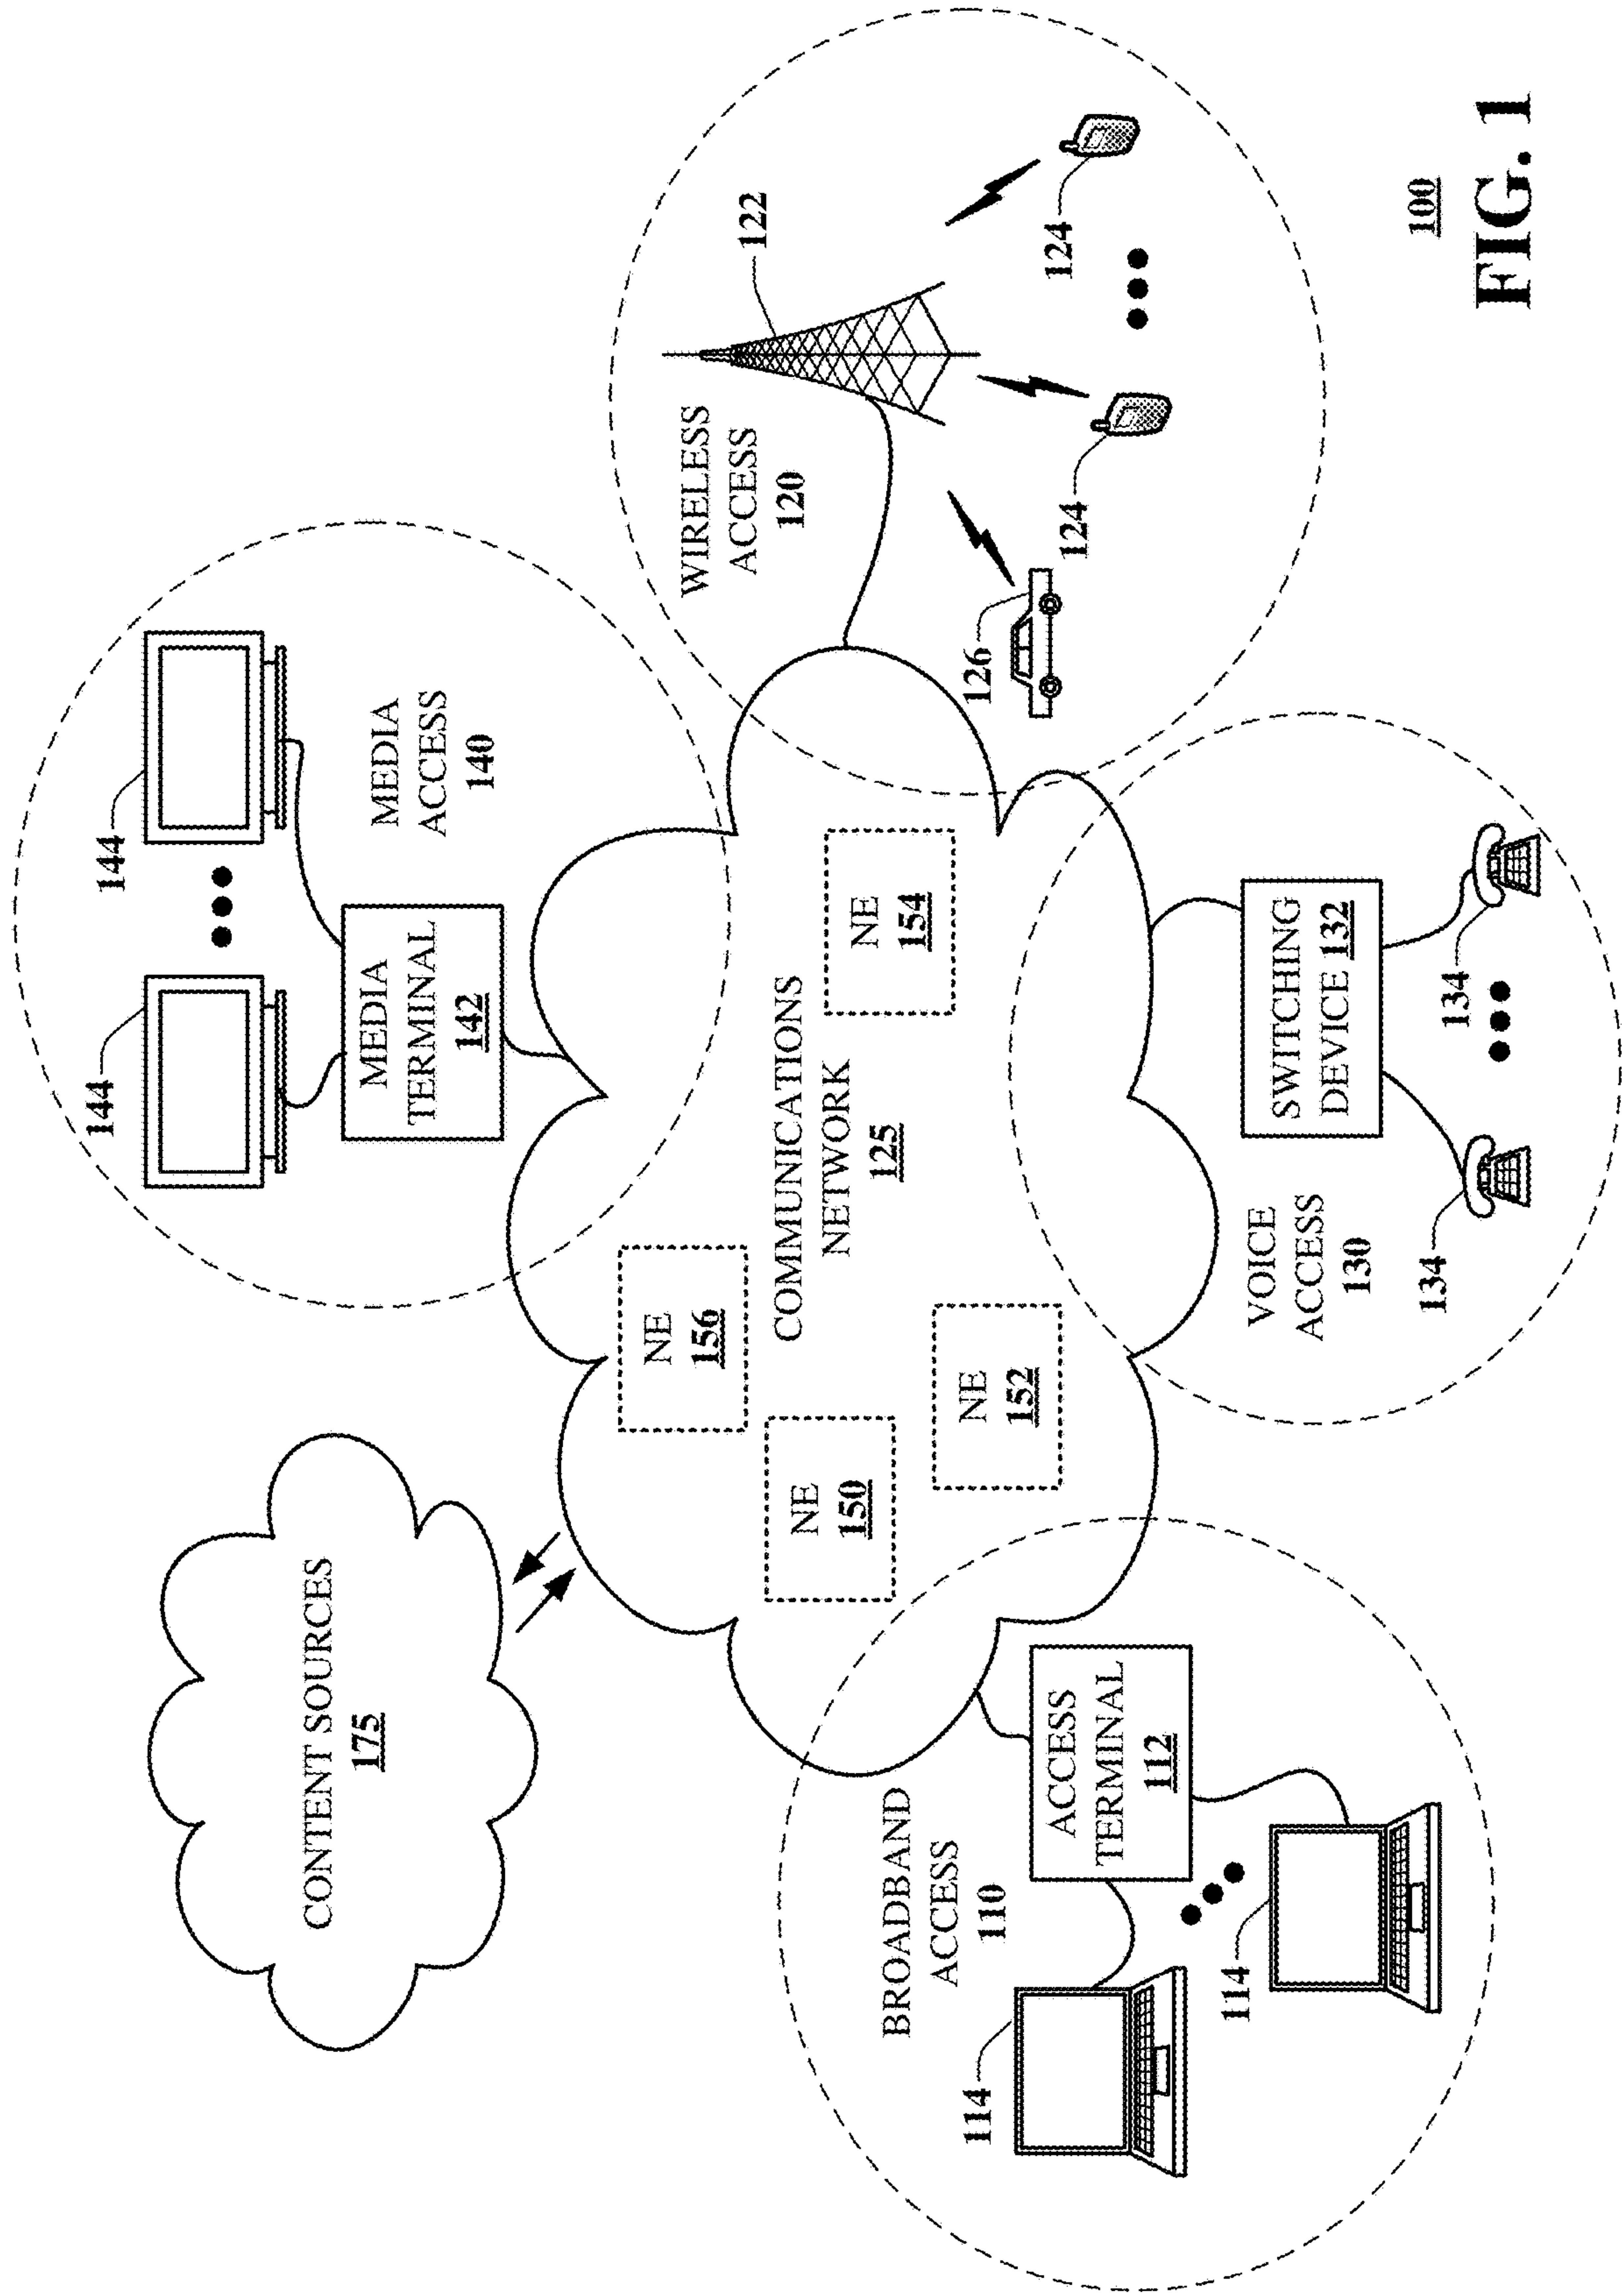 CONTENT SOURCES
175
144
144
MEDIA
TERMINAL
142
MEDIA
ACCESS
140
WIRELESS
ACCESS
120
122
124
124
126
NE
156
NE
150
NE
152
NE
154
COMMUNICATIONS
NETWORK
125
BROADBAND
ACCESS
110
ACCESS
TERMINAL
112
114
114
VOICE
ACCESS
130
SWITCHING
DEVICE 132
134
134
100
FIG. 1